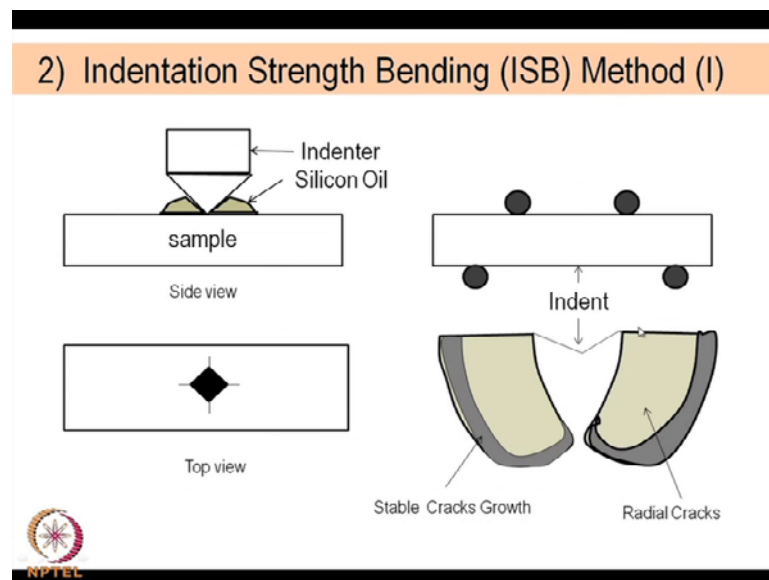 2) Indentation Strength Bending (ISB) Method (I)
Indenter
Silicon Oil
sample
Side view
Indent
Top view
Stable Cracks Growth
Radial Cracks
NPTEL